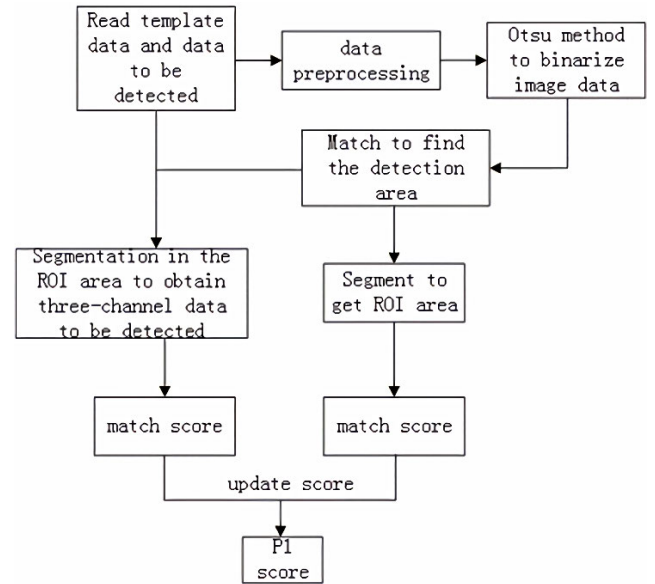 Read template
data and data
to be
detected
data
preprocessing
Otsu method
to binarize
image data
Match to find
the detection
area
Segmentation in the
ROI area to obtain
three-channel data
to be detected
Segment to
get ROI area
match score
match score
update score
P1
score